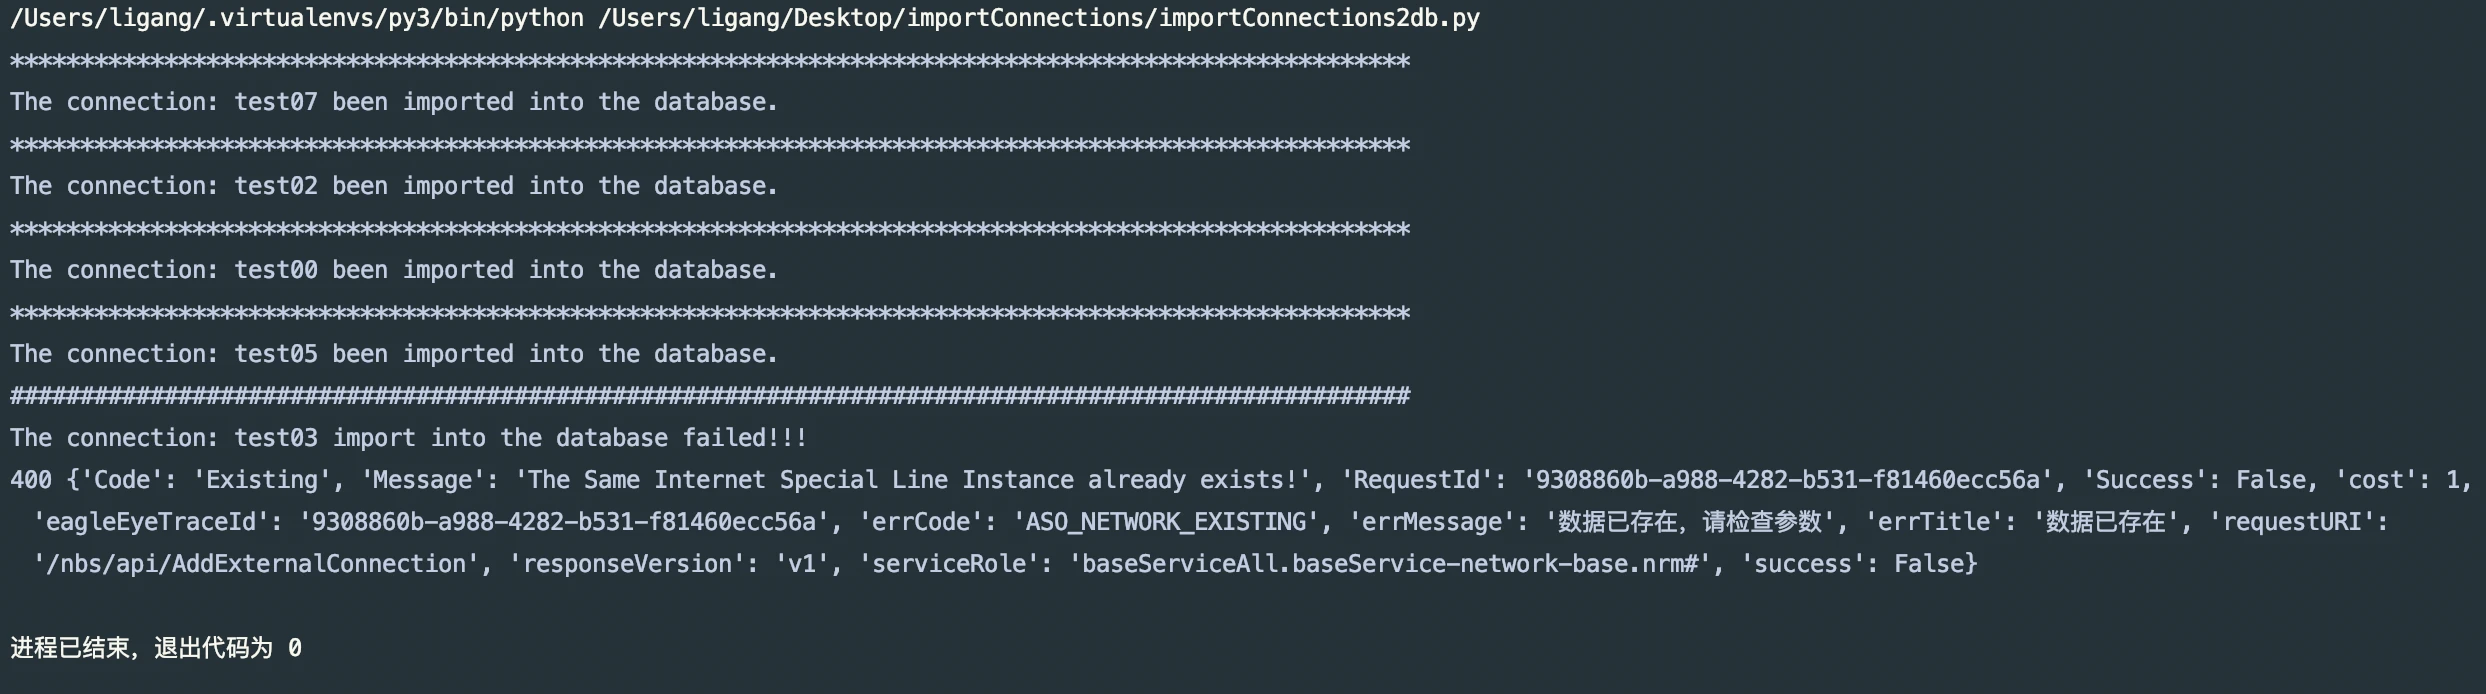 /Users/ligang/.virtualenvs/py3/bin/python /Users/ligang/Desktop/importConnections/importConnections2db.py
****************************************************************************************************
The connection: test07 been imported into the database.
****************************************************************************************************
The connection: test02 been imported into the database.
****************************************************************************************************
The connection: test00 been imported into the database.
****************************************************************************************************
The connection: test05 been imported into the database.
####################################################################################################
The connection: test03 import into the database failed!!!
400 {'Code': 'Existing', 'Message': 'The Same Internet Special Line Instance already exists!', 'RequestId': '9308860b-a988-4282-b531-f81460ecc56a', 'Success': False, 'cost': 1,
'eagleEyeTraceId': '9308860b-a988-4282-b531-f81460ecc56a', 'errCode': 'ASO_NETWORK_EXISTING', 'errMessage': '数据已存在，请检查参数', 'errTitle': '数据已存在', 'requestURI':
'/nbs/api/AddExternalConnection', 'responseVersion': 'v1', 'serviceRole': 'baseServiceAll.baseService-network-base.nrm#', 'success': False}
进程已结束，退出代码为 0